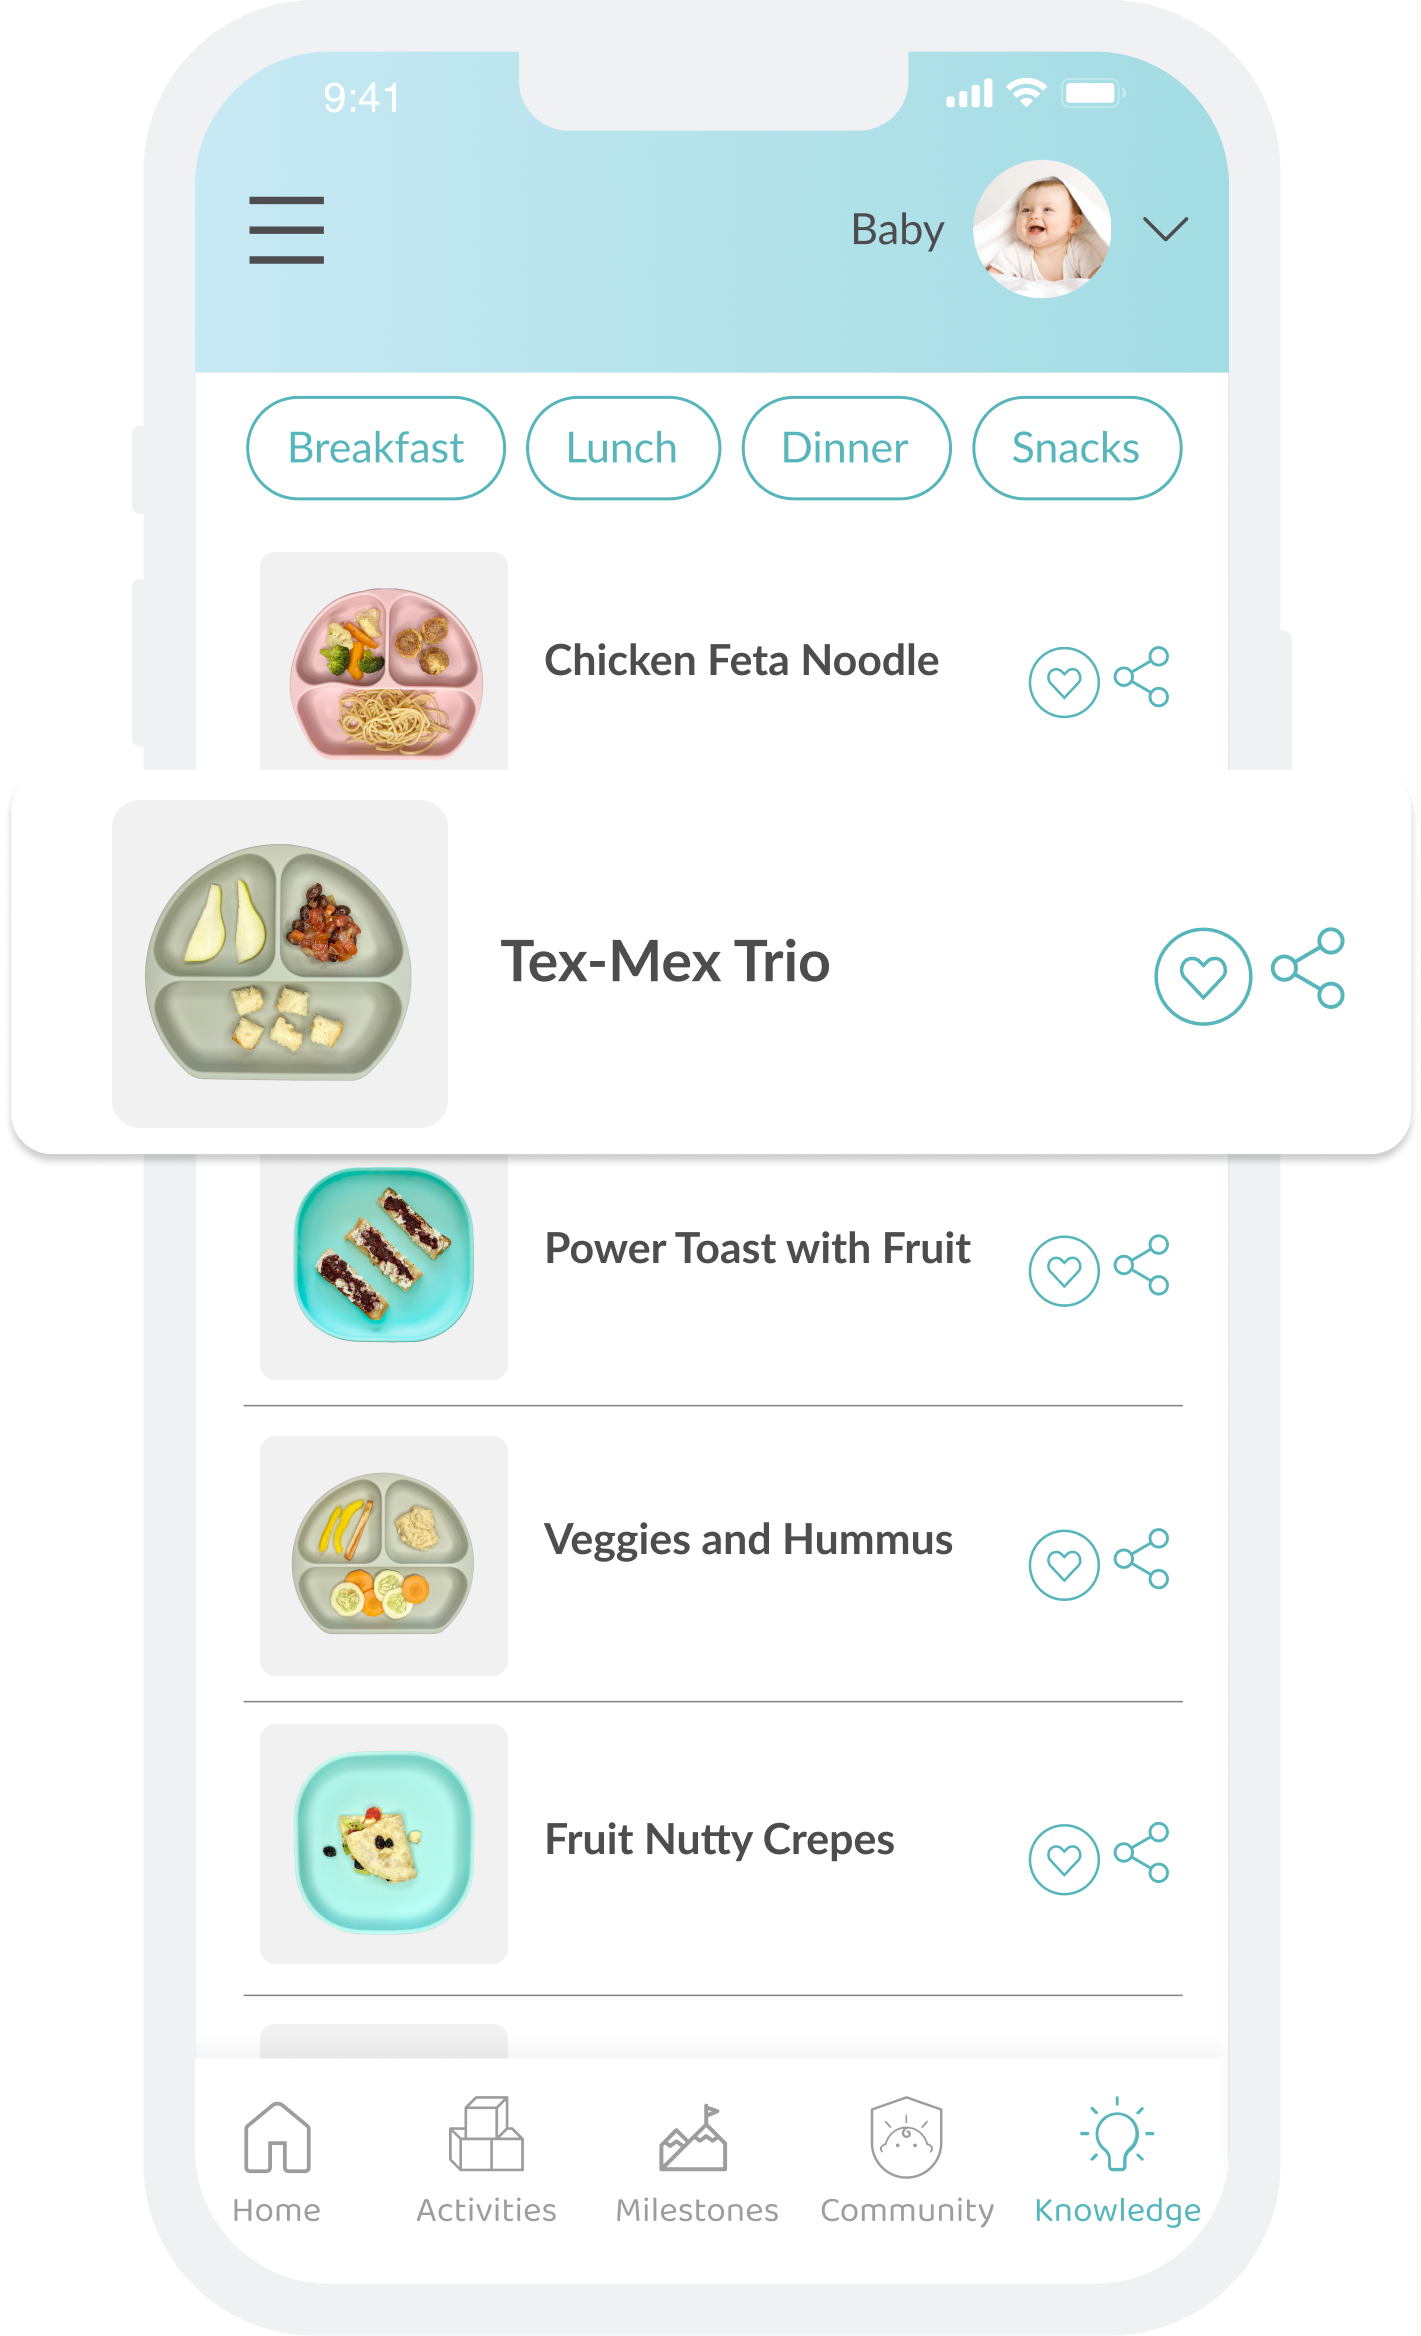 9:41
Baby
Breakfast Lunch Dinner Snacks
Chicken Feta Noodle
Tex-Mex Trio
Power Toast with Fruit
Veggies and Hummus
Fruit Nutty Crepes
Home Activities Milestones Community Knowledge